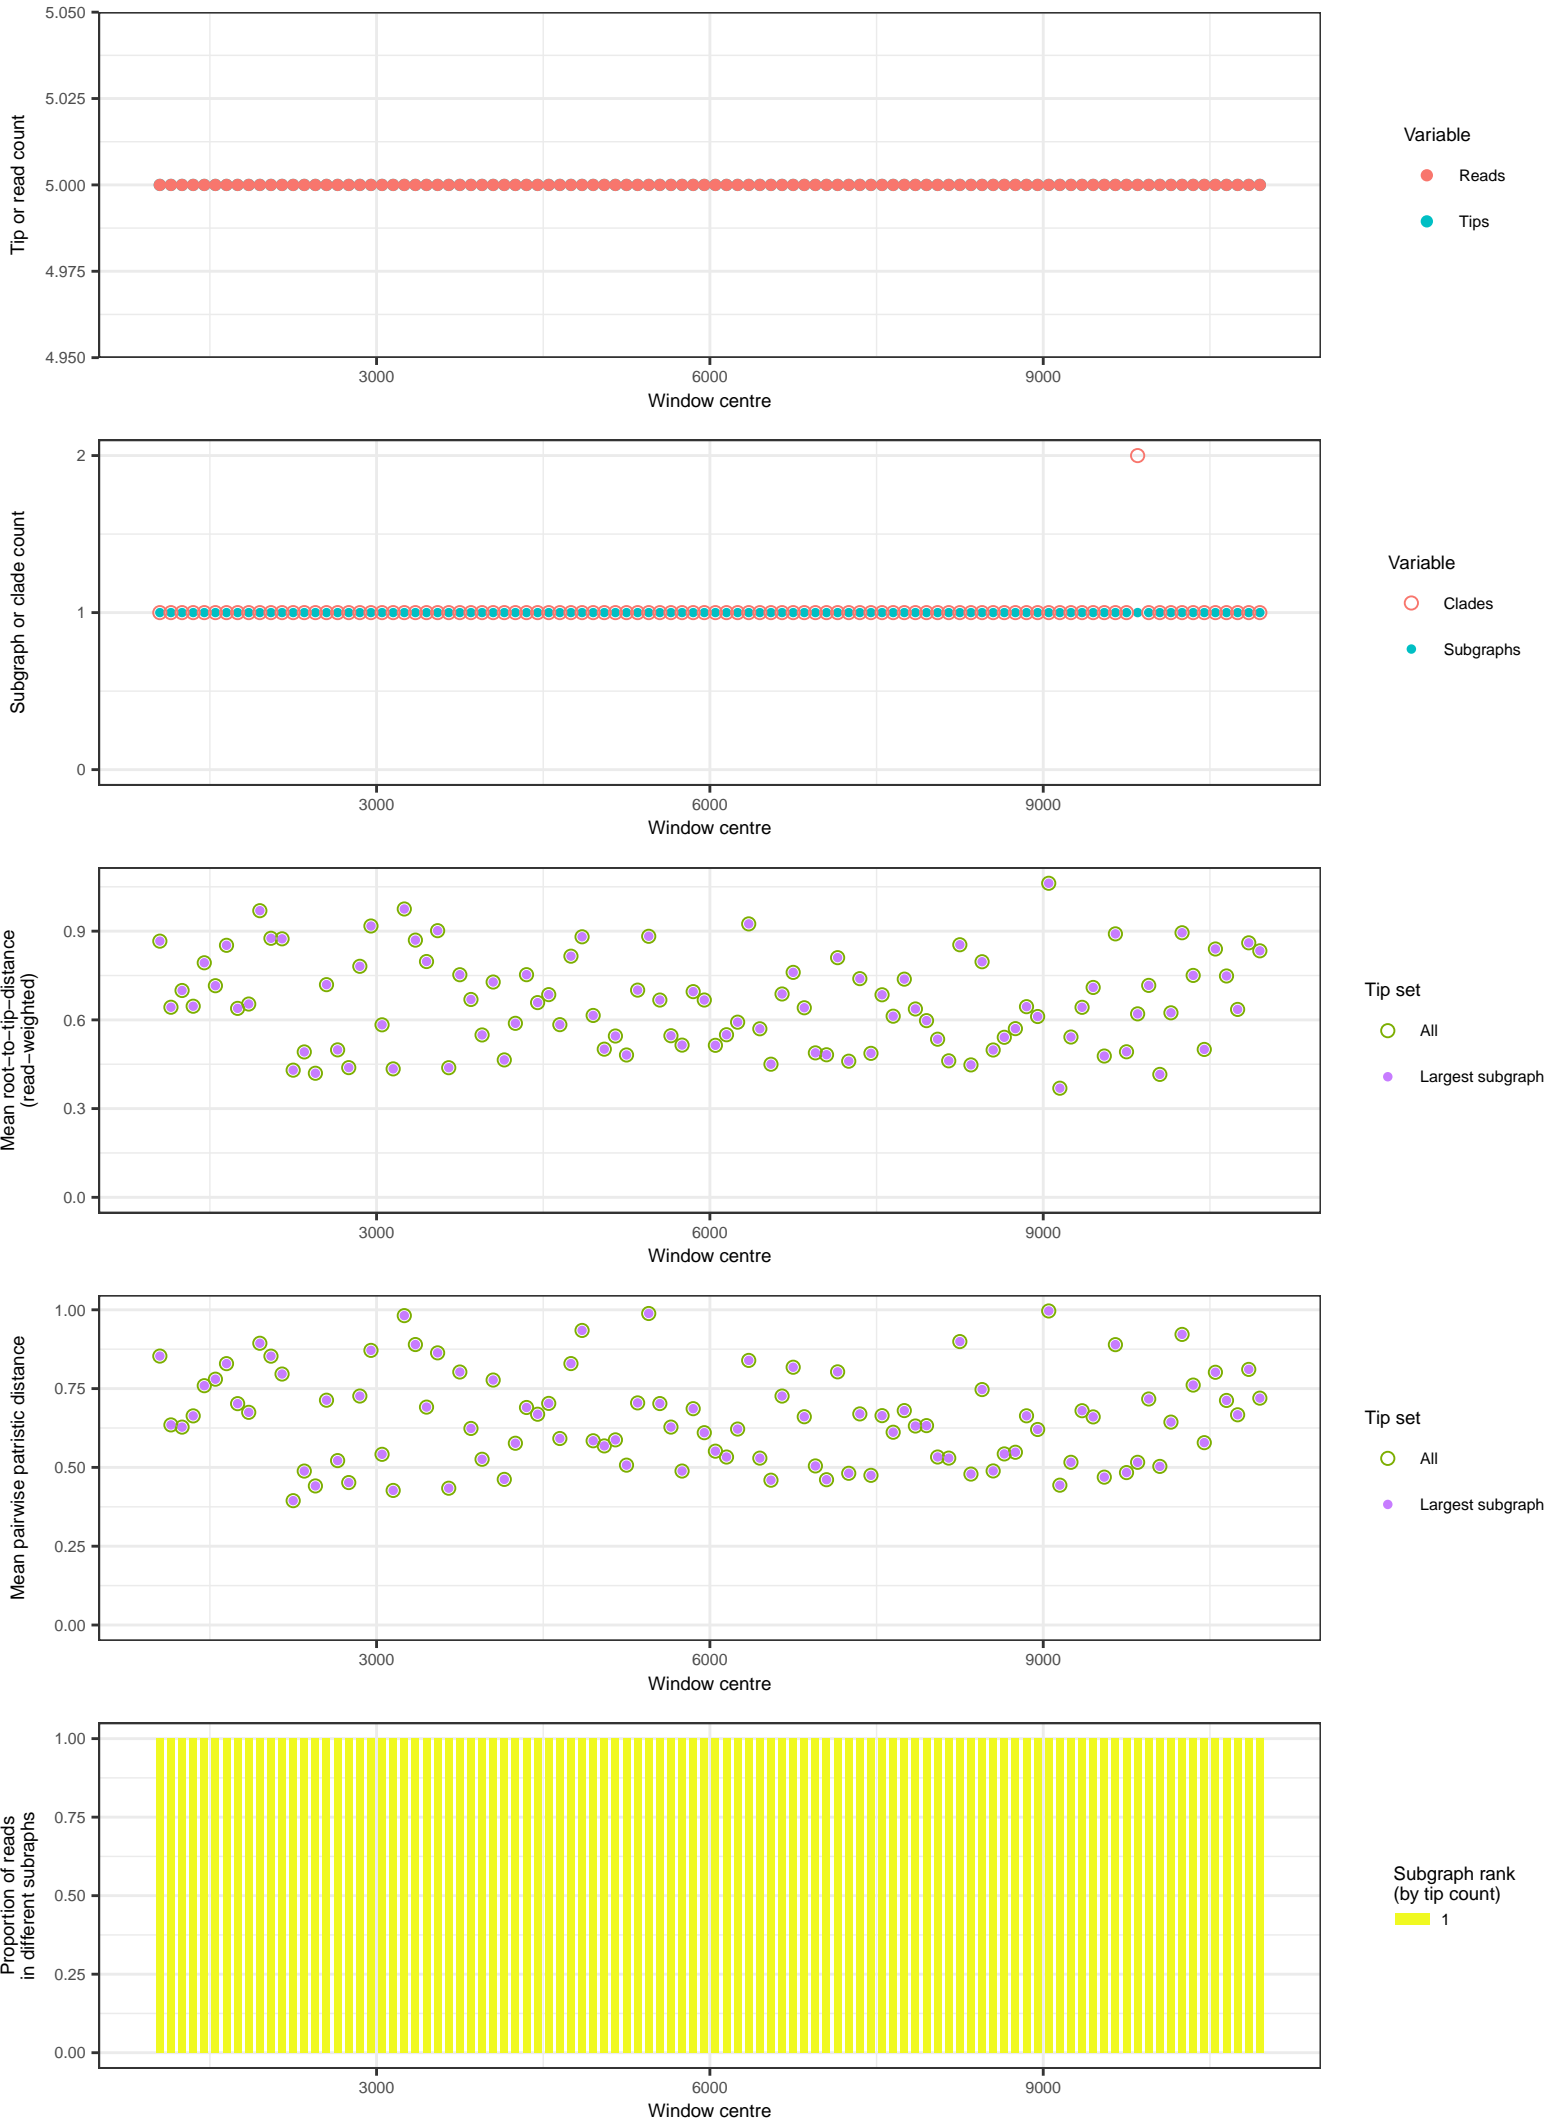 5.050
5.025
5.000
4.975
4.950
Tip or read count
3000
6000
9000
Window centre
Variable
Reads
Tips
2
1
0
Subgraph or clade count
3000
6000
9000
Window centre
Variable
Clades
Subgraphs
0.9
0.6
0.3
0.0
Mean root−to−tip−distance
(read−weighted)
3000
6000
9000
Window centre
Tip set
All
Largest subgraph
1.00
0.75
0.50
0.25
0.00
Mean pairwise patristic distance
3000
6000
9000
Window centre
Tip set
All
Largest subgraph
1.00
0.75
0.50
0.25
0.00
Proportion of reads
in different subraphs
3000
6000
9000
Window centre
Subgraph rank
(by tip count)
1